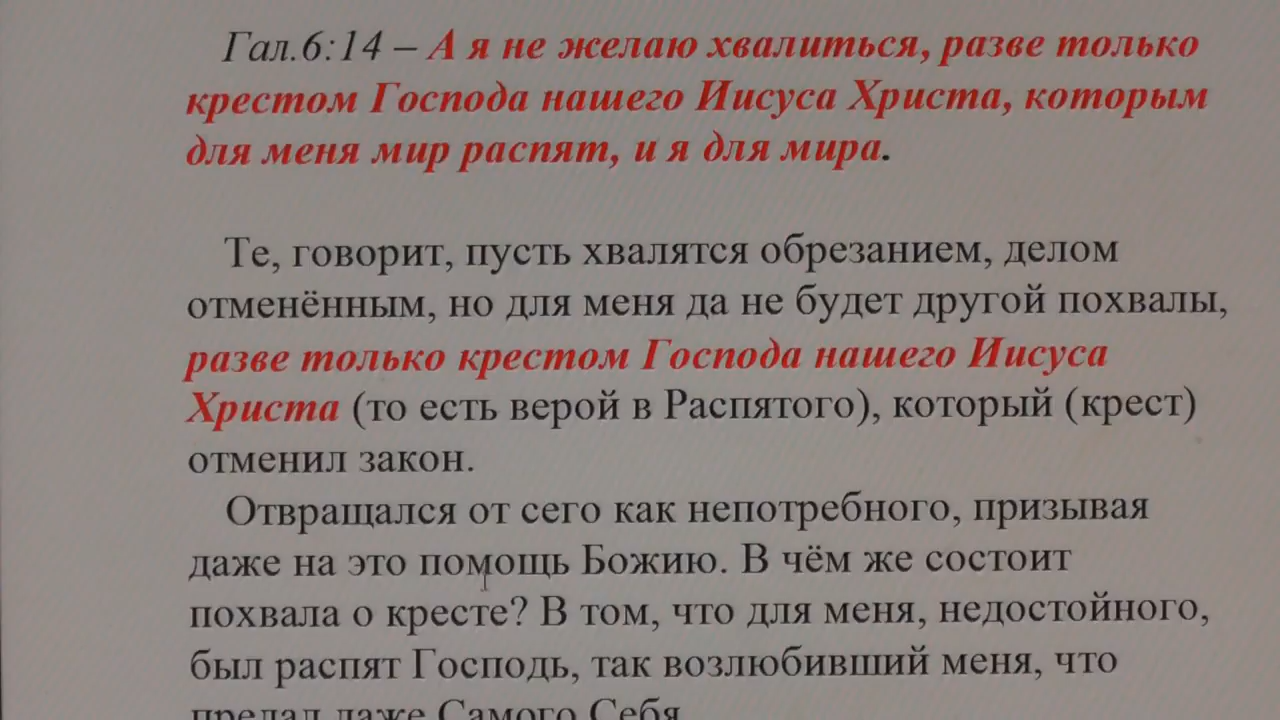 Гал.6:14 – А я не желаю хвалиться, разве только
крестом Господа нашего Иисуса Христа, которым
для меня мир распят, и я для мира.
Те, говорит, пусть хвалятся обрезанием, делом
отменённым, но для меня да не будет другой похвалы,
разве только крестом Господа нашего Иисуса
Христа (то есть верой в Распятого), который (крест)
отменил закон.
Отвращался от сего как непотребного, призывая
даже на это помощь Божию. В чём же состоит
похвала о кресте? В том, что для меня, недостойного,
был распят Господь, так возлюбивший меня, что
предал даже Самого Себя